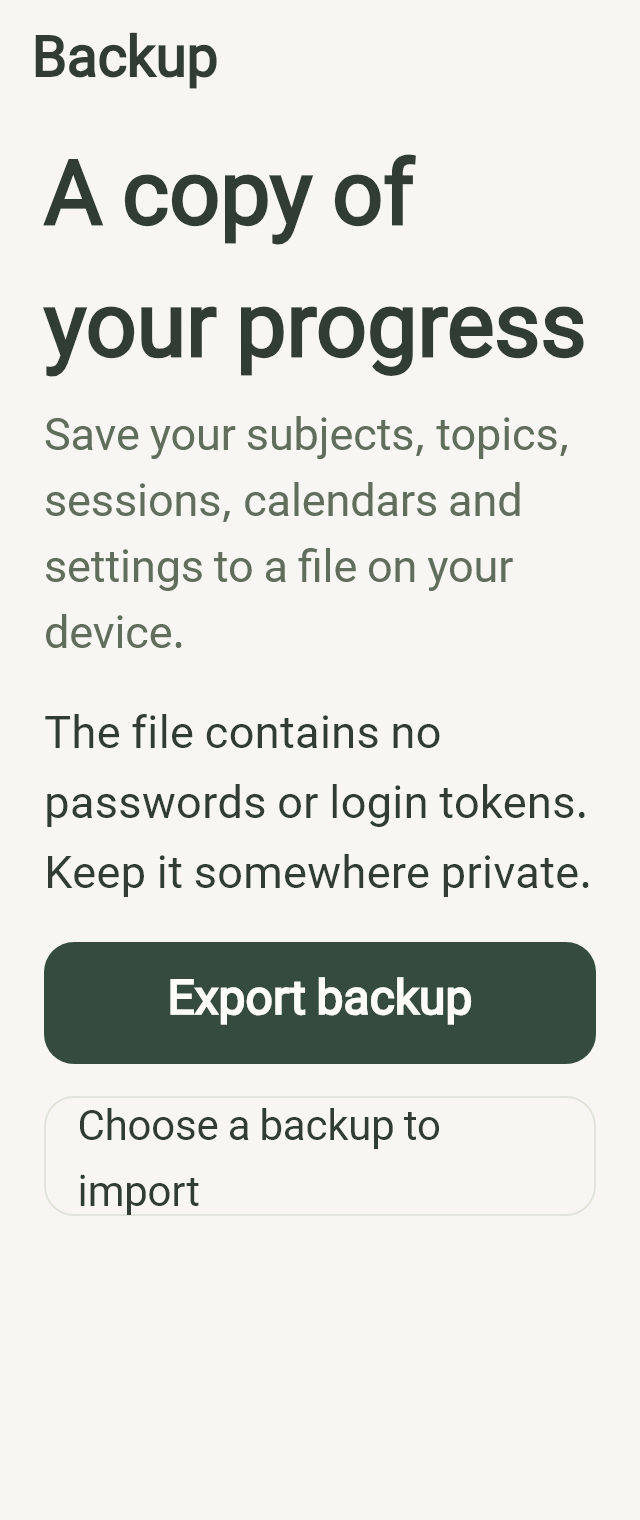 Backup
A copy of
your progress
Save your subjects, topics,
sessions, calendars and
settings to a file on your
device.
The file contains no
passwords or login tokens.
Keep it somewhere private.
Export backup
Choose a backup to
import